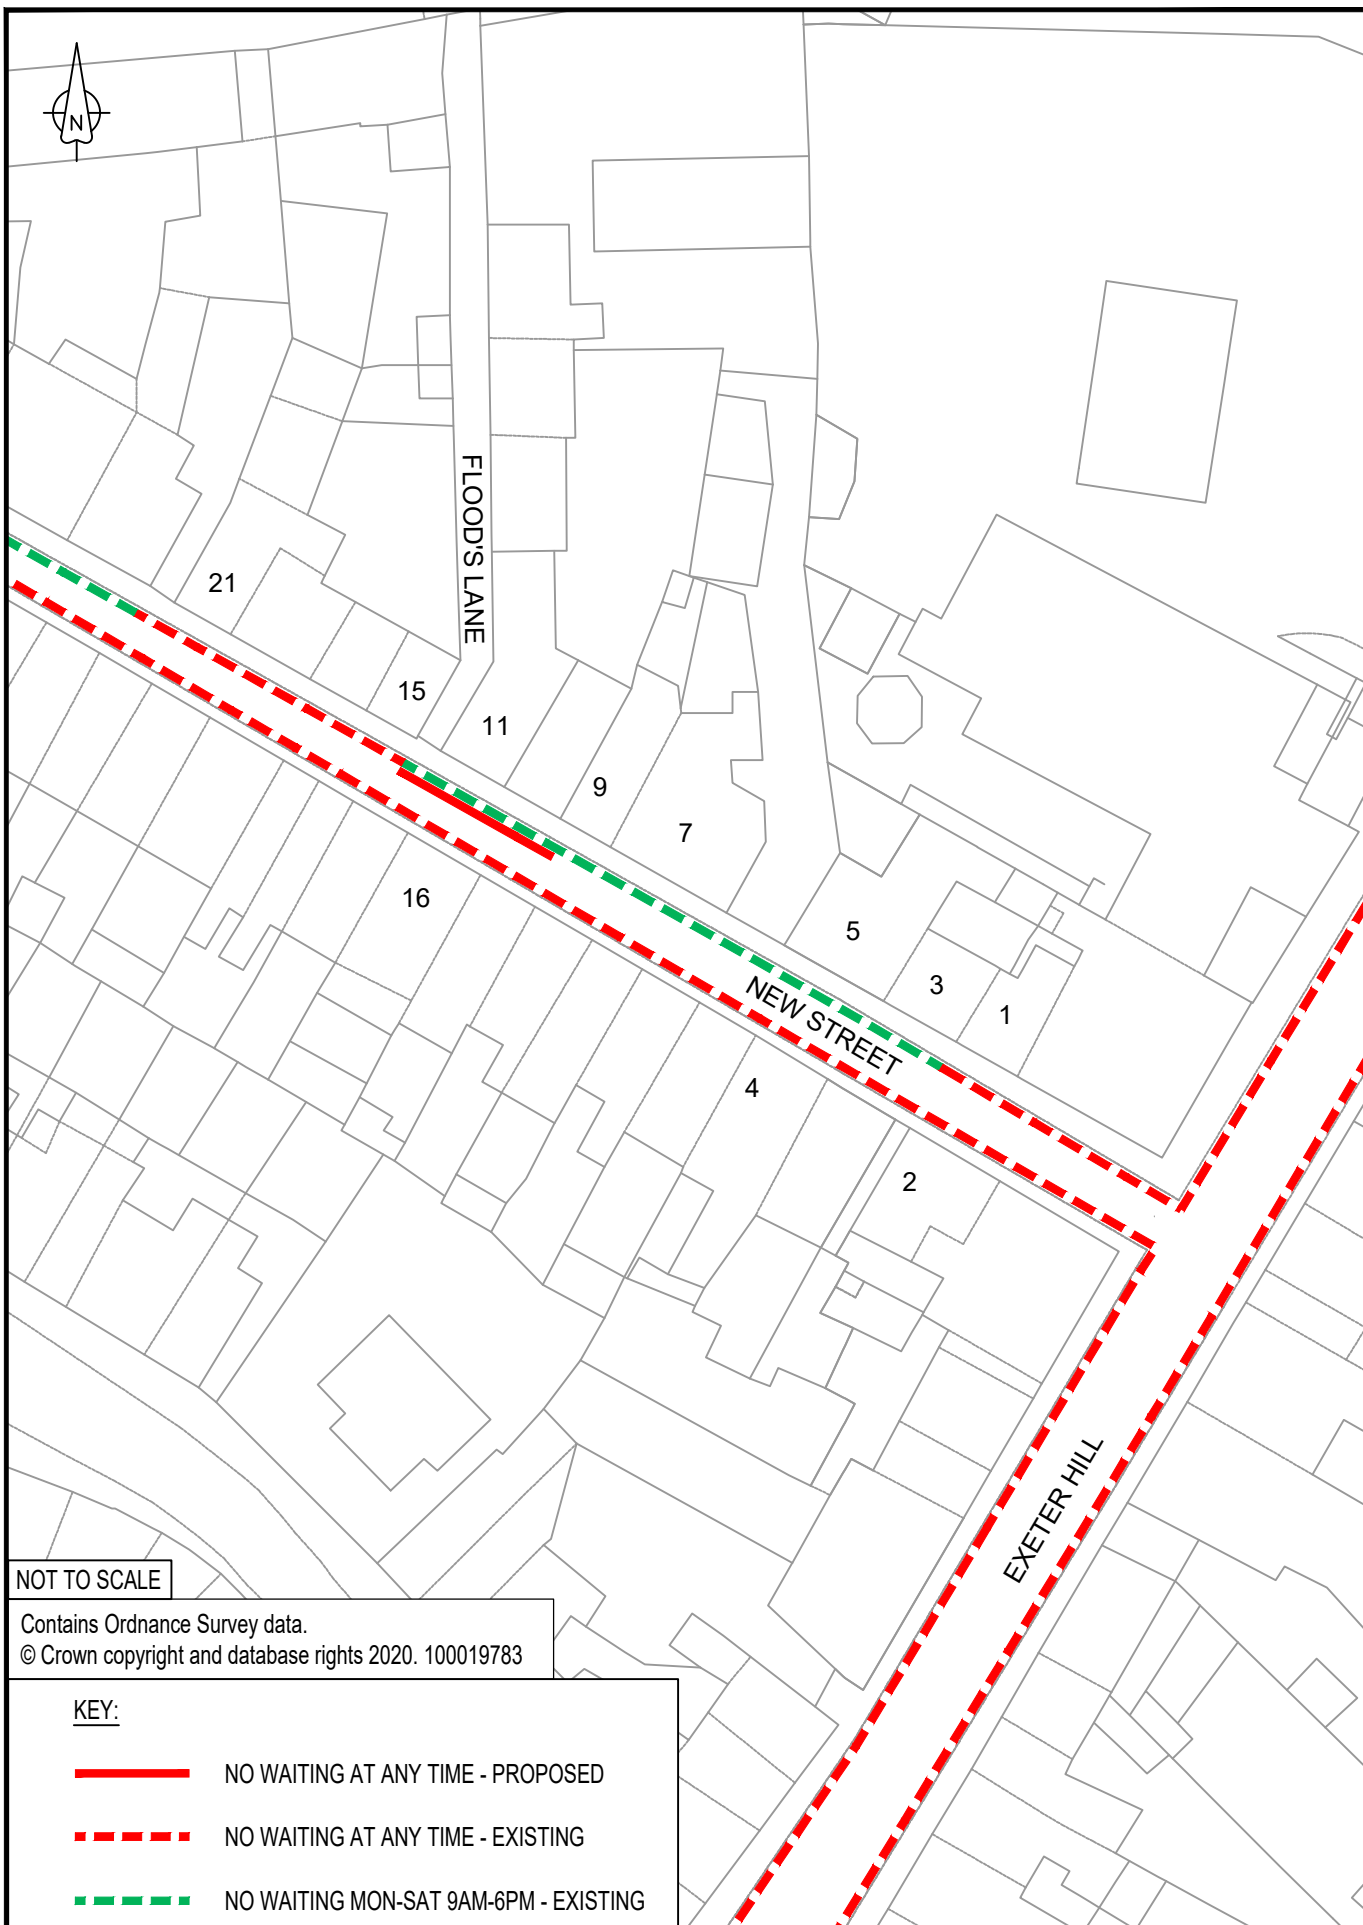 N
FLOOD'S LANE
21
15
11
9
7
16
5
3
1
NEW STREET
4
2
EXETER HILL
NOT TO SCALE
Contains Ordnance Survey data.
© Crown copyright and database rights 2020. 100019783
KEY:
NO WAITING AT ANY TIME - PROPOSED
NO WAITING AT ANY TIME - EXISTING
NO WAITING MON-SAT 9AM-6PM - EXISTING